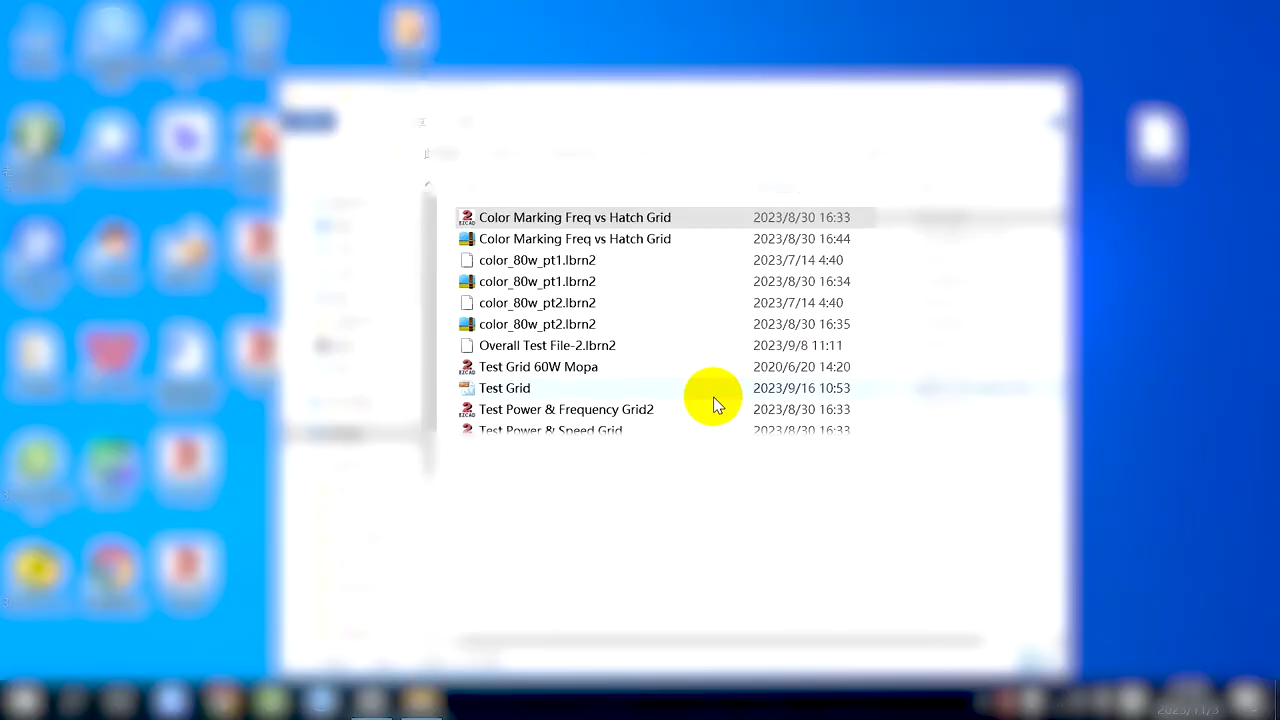 Color Marking Freq vs Hatch Grid 2023/8/30 16:33
Color Marking Freq vs Hatch Grid 2023/8/30 16:44
color_80w_pt1.lbrn2 2023/7/14 4:40
color_80w_pt1.lbrn2 2023/8/30 16:34
color_80w_pt2.lbrn2 2023/7/14 4:40
color_80w_pt2.lbrn2 2023/8/30 16:35
Overall Test File-2.lbrn2 2023/9/8 11:11
Test Grid 60W Mopa 2020/6/20 14:20
Test Grid 2023/9/16 10:53
Test Power & Frequency Grid2 2023/8/30 16:33
Test Power & Speed Grid 2023/8/30 16:33
2023/11/3